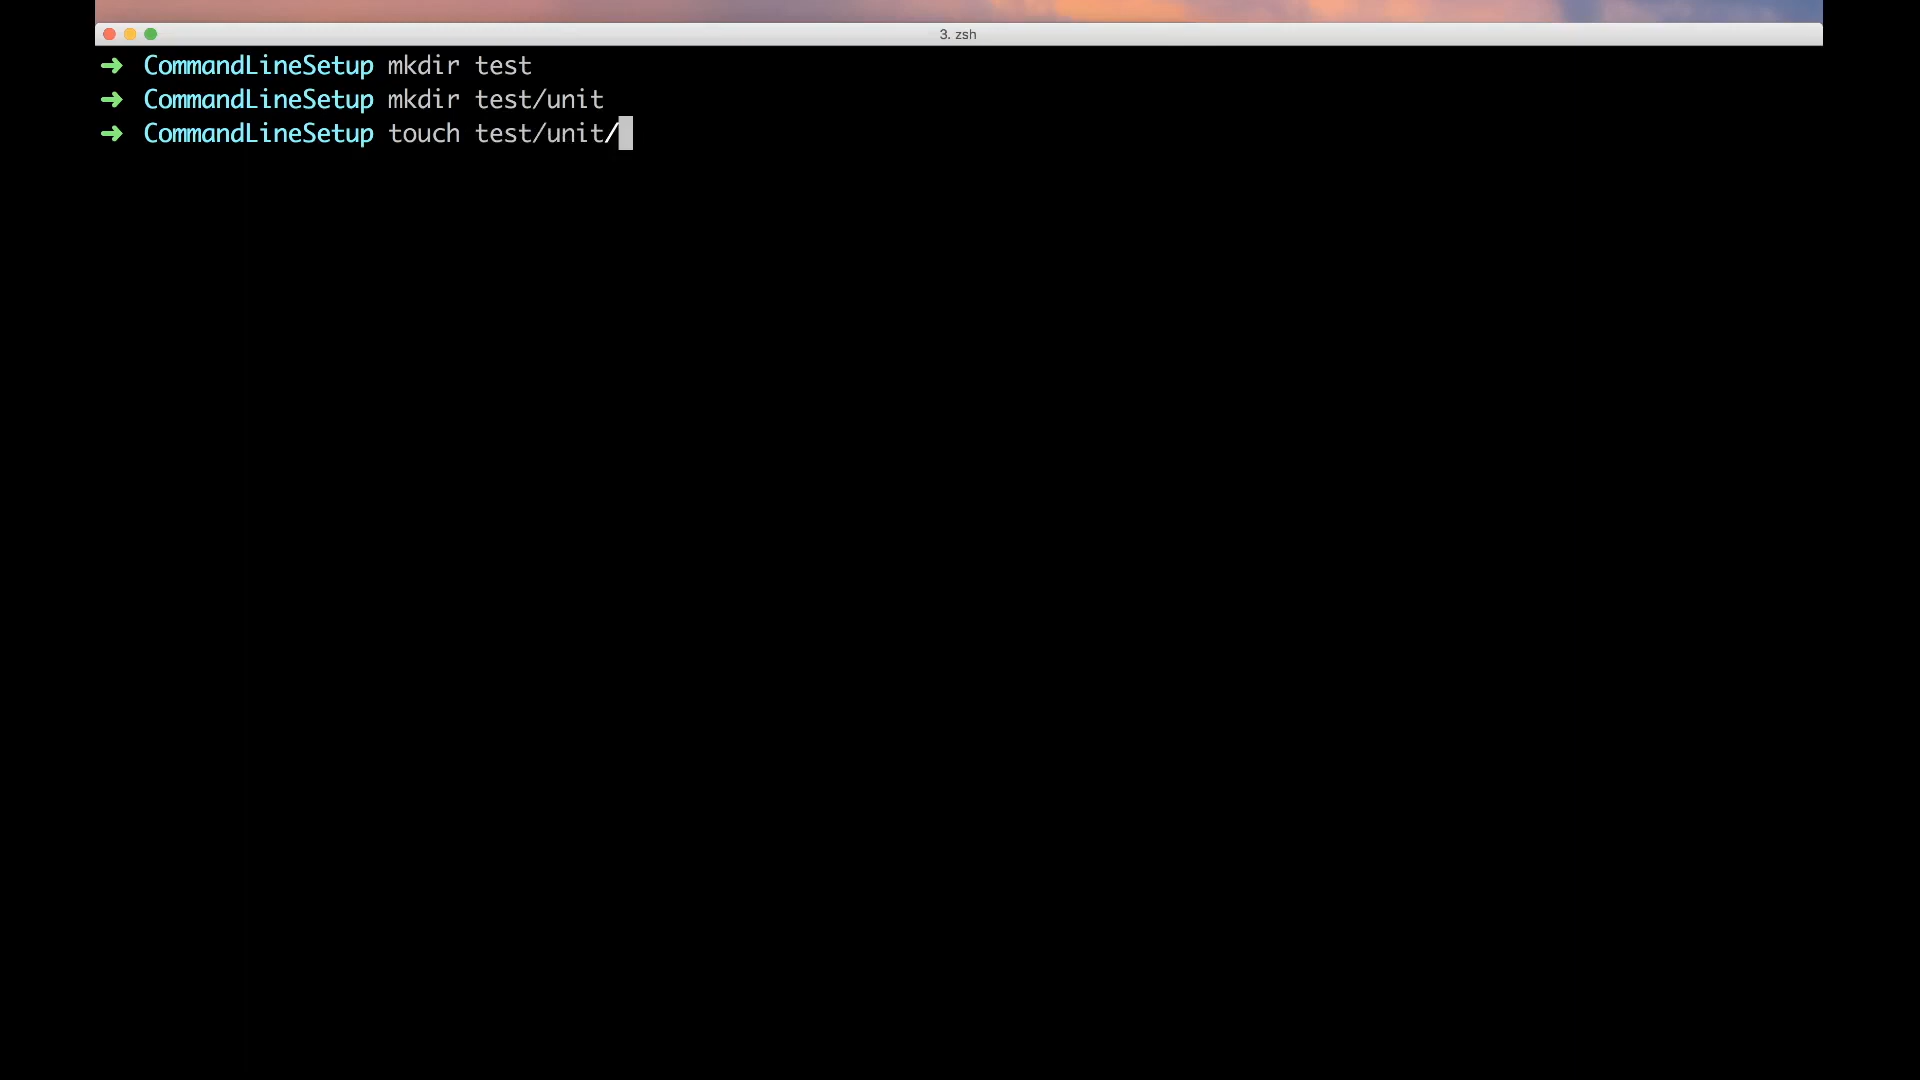 3. zsh
➜ CommandLineSetup mkdir test
➜ CommandLineSetup mkdir test/unit
➜ CommandLineSetup touch test/unit/